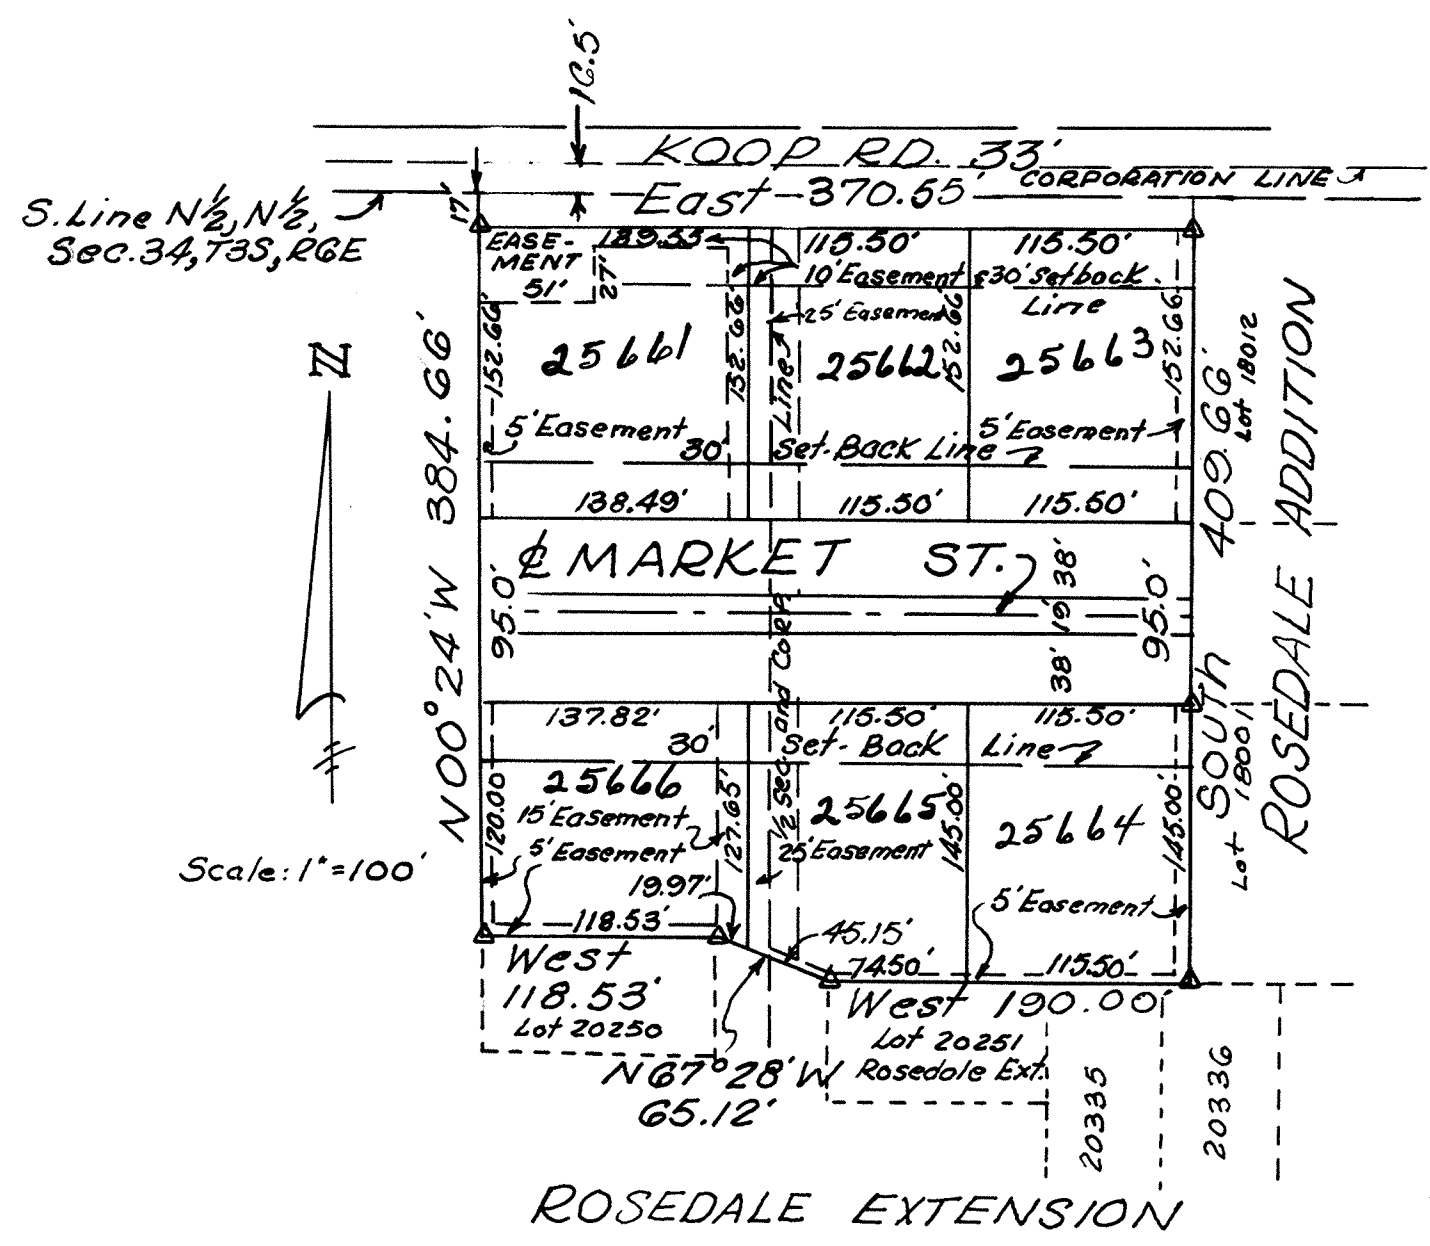 16.5'
KOOP RD. 33'
CORPORATION LINE
East-370.55'
17'
S. Line N½, N½,
Sec. 34, T3S, R6E
EASE-
MENT
51'
27'
115.50'
115.50'
10' Easement & 30' Setback
Line
25' Easement
152.66'
152.66'
152.66'
152.66'
25661
25662
25663
Line
5' Easement
30'
Set-Back Line
5' Easement
138.49'
115.50'
115.50'
N
N00°24'W 384.66'
409.66'
SOUTH
Lot 18012
Lot 18001
ROSEDALE ADDITION
℄ MARKET ST.
95.0'
38'
19'
38'
95.0'
½ Sec. and Corp.
137.82'
115.50'
115.50'
30'
Set-Back Line
25666
25665
25664
15' Easement
5' Easement
25' Easement
120.00'
127.65'
145.00'
145.00'
Scale: 1"=100'
19.97'
5' Easement
118.53'
45.15'
74.50'
115.50'
West
118.53'
Lot 20250
West 190.00'
Lot 20251
Rosedale Ext.
N67°28'W
65.12'
20335
20336
ROSEDALE EXTENSION